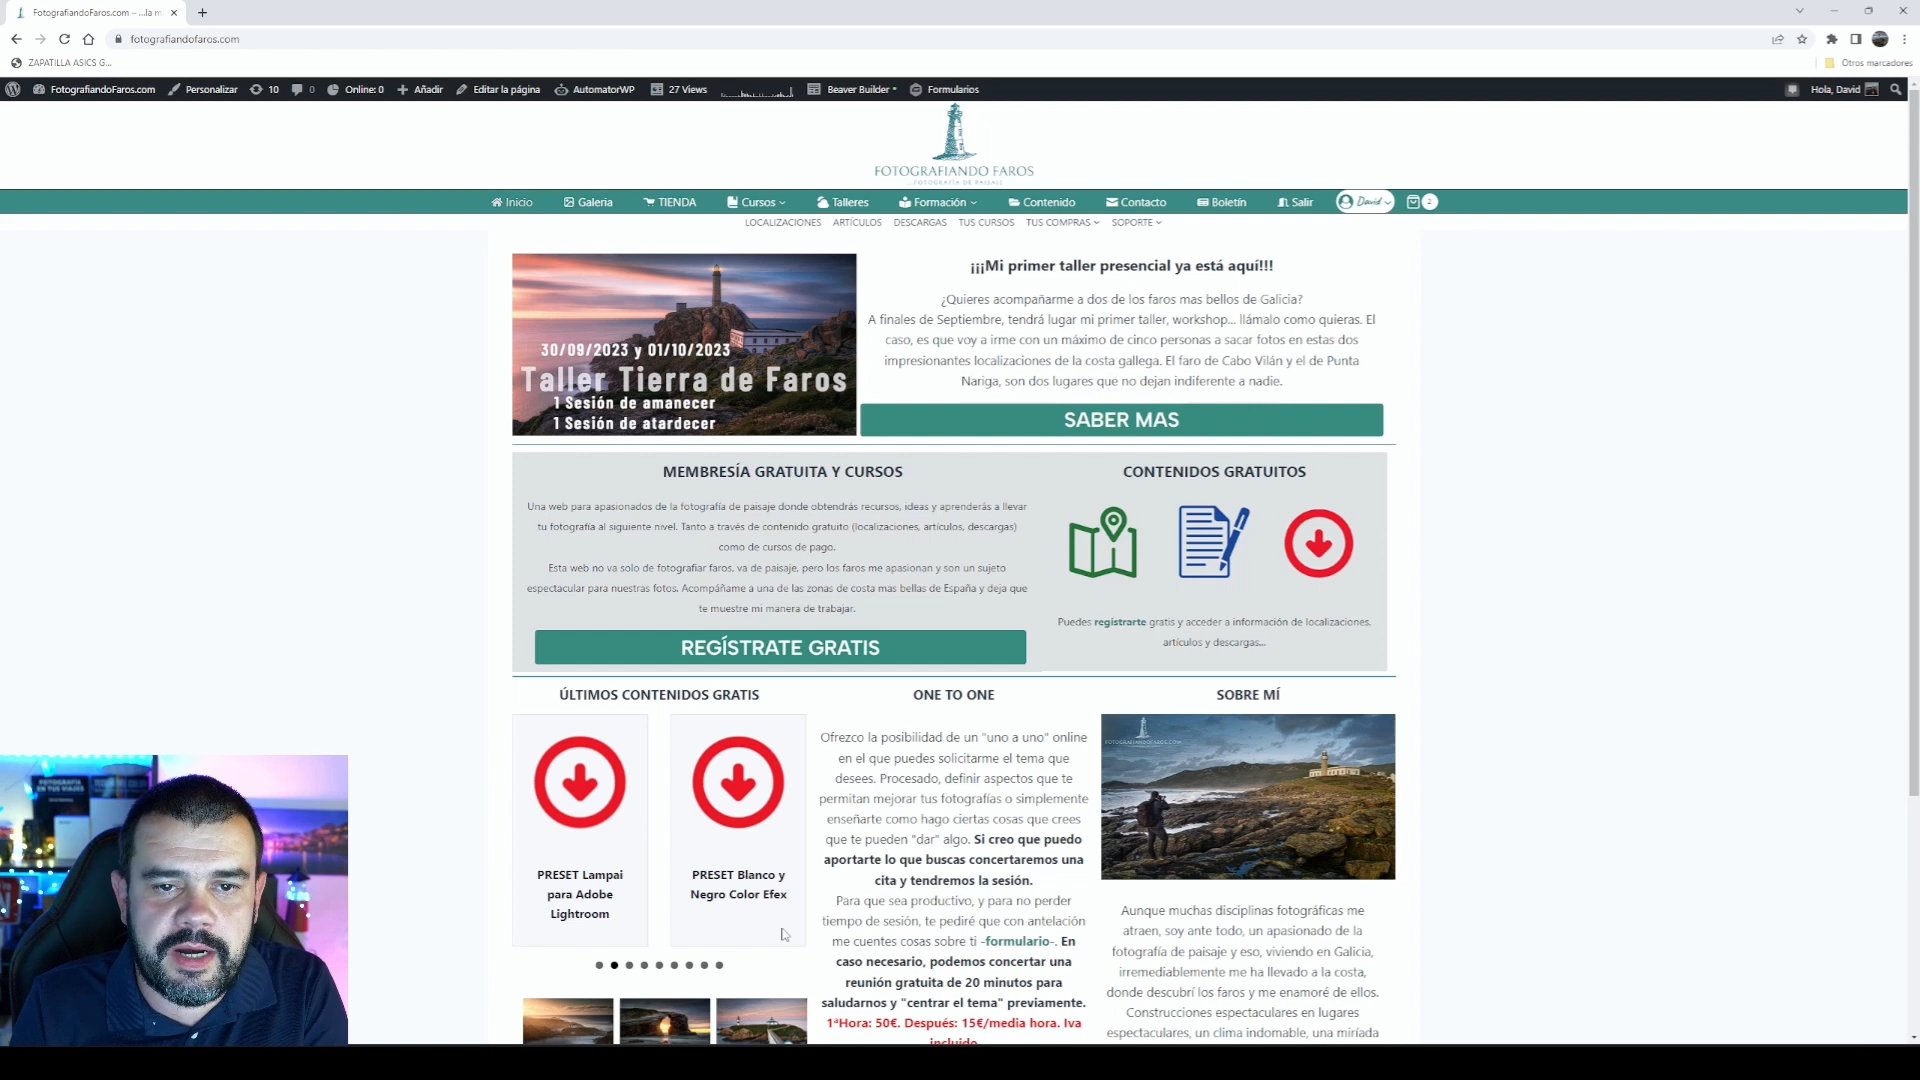 FotografiandoFaros.com – ...la m
fotografiandofaros.com
ZAPATILLA ASICS G...
Otros marcadores
FotografiandoFaros.com Personalizar 10 0 Online: 0 Añadir Editar la página AutomatorWP 27 Views Beaver Builder Formularios Hola, David
FOTOGRAFIANDO FAROS
...FOTOGRAFÍA DE PAISAJE
Inicio Galeria TIENDA Cursos Talleres Formación Contenido Contacto Boletín Salir David 2
LOCALIZACIONES ARTÍCULOS DESCARGAS TUS CURSOS TUS COMPRAS SOPORTE
30/09/2023 y 01/10/2023
Taller Tierra de Faros
1 Sesión de amanecer
1 Sesión de atardecer
¡¡¡Mi primer taller presencial ya está aquí!!!
¿Quieres acompañarme a dos de los faros mas bellos de Galicia?
A finales de Septiembre, tendrá lugar mi primer taller, workshop... llámalo como quieras. El
caso, es que voy a irme con un máximo de cinco personas a sacar fotos en estas dos
impresionantes localizaciones de la costa gallega. El faro de Cabo Vilán y el de Punta
Nariga, son dos lugares que no dejan indiferente a nadie.
SABER MAS
MEMBRESÍA GRATUITA Y CURSOS
Una web para apasionados de la fotografía de paisaje donde obtendrás recursos, ideas y aprenderás a llevar
tu fotografía al siguiente nivel. Tanto a través de contenido gratuito (localizaciones, artículos, descargas)
como de cursos de pago.
Esta web no va solo de fotografiar faros, va de paisaje, pero los faros me apasionan y son un sujeto
espectacular para nuestras fotos. Acompáñame a una de las zonas de costa mas bellas de España y deja que
te muestre mi manera de trabajar.
REGÍSTRATE GRATIS
CONTENIDOS GRATUITOS
Puedes registrarte gratis y acceder a información de localizaciones,
artículos y descargas...
ÚLTIMOS CONTENIDOS GRATIS
PRESET Lampai
para Adobe
Lightroom
PRESET Blanco y
Negro Color Efex
ONE TO ONE
Ofrezco la posibilidad de un "uno a uno" online
en el que puedes solicitarme el tema que
desees. Procesado, definir aspectos que te
permitan mejorar tus fotografías o simplemente
enseñarte como hago ciertas cosas que crees
que te pueden "dar" algo. Si creo que puedo
aportarte lo que buscas concertaremos una
cita y tendremos la sesión.
Para que sea productivo, y para no perder
tiempo de sesión, te pediré que con antelación
me cuentes cosas sobre ti -formulario-. En
caso necesario, podemos concertar una
reunión gratuita de 20 minutos para
saludarnos y "centrar el tema" previamente.
1ªHora: 50€. Después: 15€/media hora. Iva
incluido
SOBRE MÍ
FOTOGRAFIANDOFAROS.COM
Aunque muchas disciplinas fotográficas me
atraen, soy ante todo, un apasionado de la
fotografía de paisaje y eso, viviendo en Galicia,
irremediablemente me ha llevado a la costa,
donde descubrí los faros y me enamoré de ellos.
Construcciones espectaculares en lugares
espectaculares, un clima indomable, una miríada